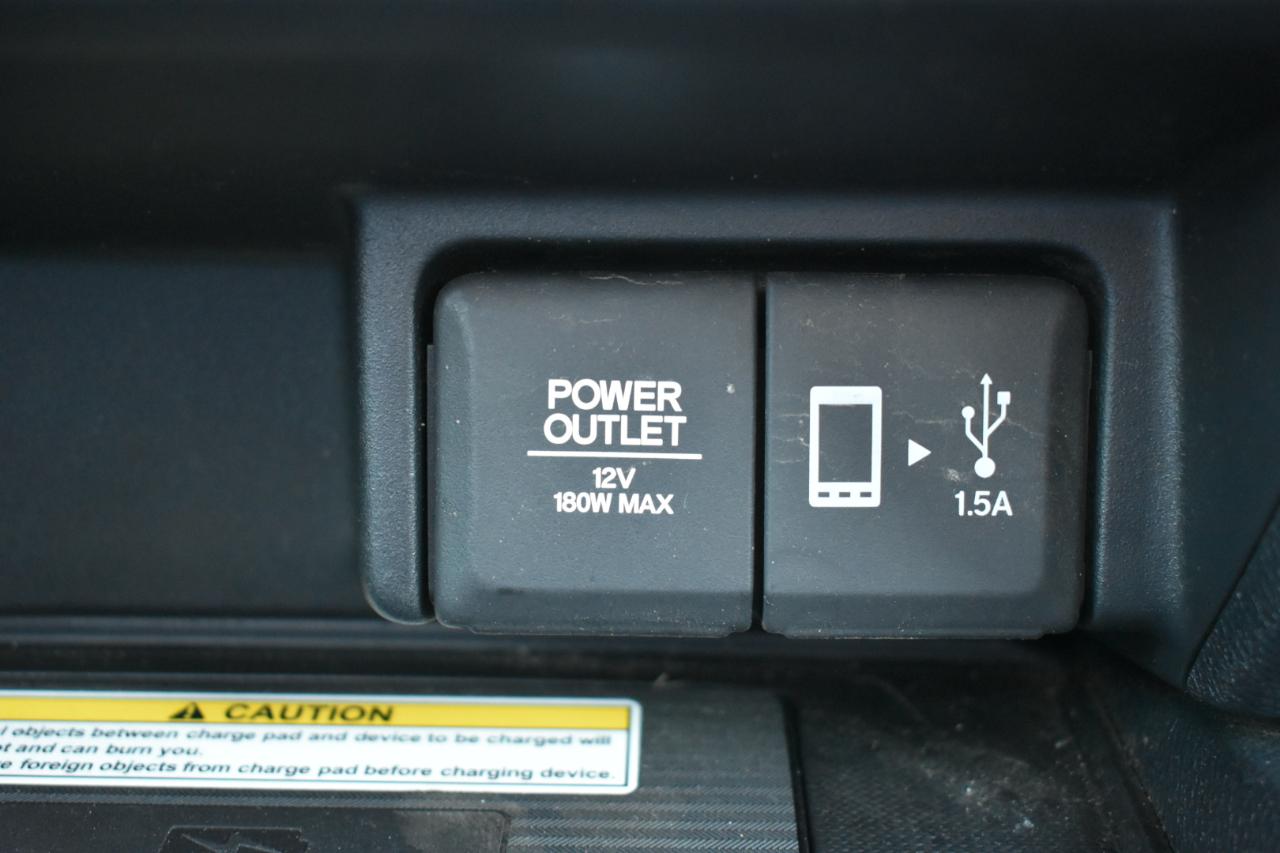 POWER
OUTLET
12V
180W MAX
1.5A
CAUTION
objects between charge pad and device to be charged will
and can burn you.
foreign objects from charge pad before charging device.